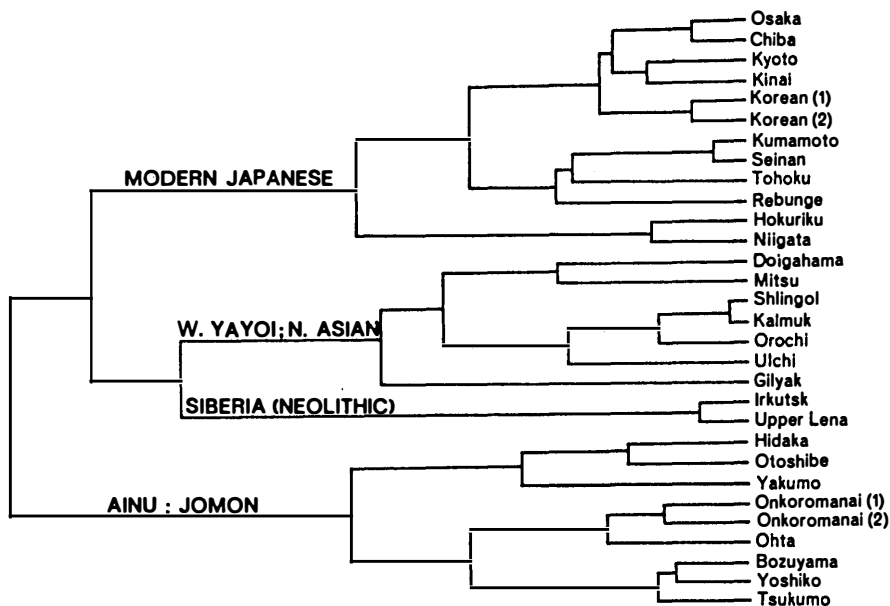 Osaka
Chiba
Kyoto
Kinai
Korean (1)
Korean (2)
Kumamoto
Seinan
MODERN JAPANESE
Tohoku
Rebunge
Hokuriku
Niigata
Doigahama
Mitsu
Shlingol
W. YAYOI; N. ASIAN
Kalmuk
Orochi
Ulchi
Gilyak
SIBERIA (NEOLITHIC)
Irkutsk
Upper Lena
Hidaka
Otoshibe
Yakumo
AINU : JOMON
Onkoromanai (1)
Onkoromanai (2)
Ohta
Bozuyama
Yoshiko
Tsukumo